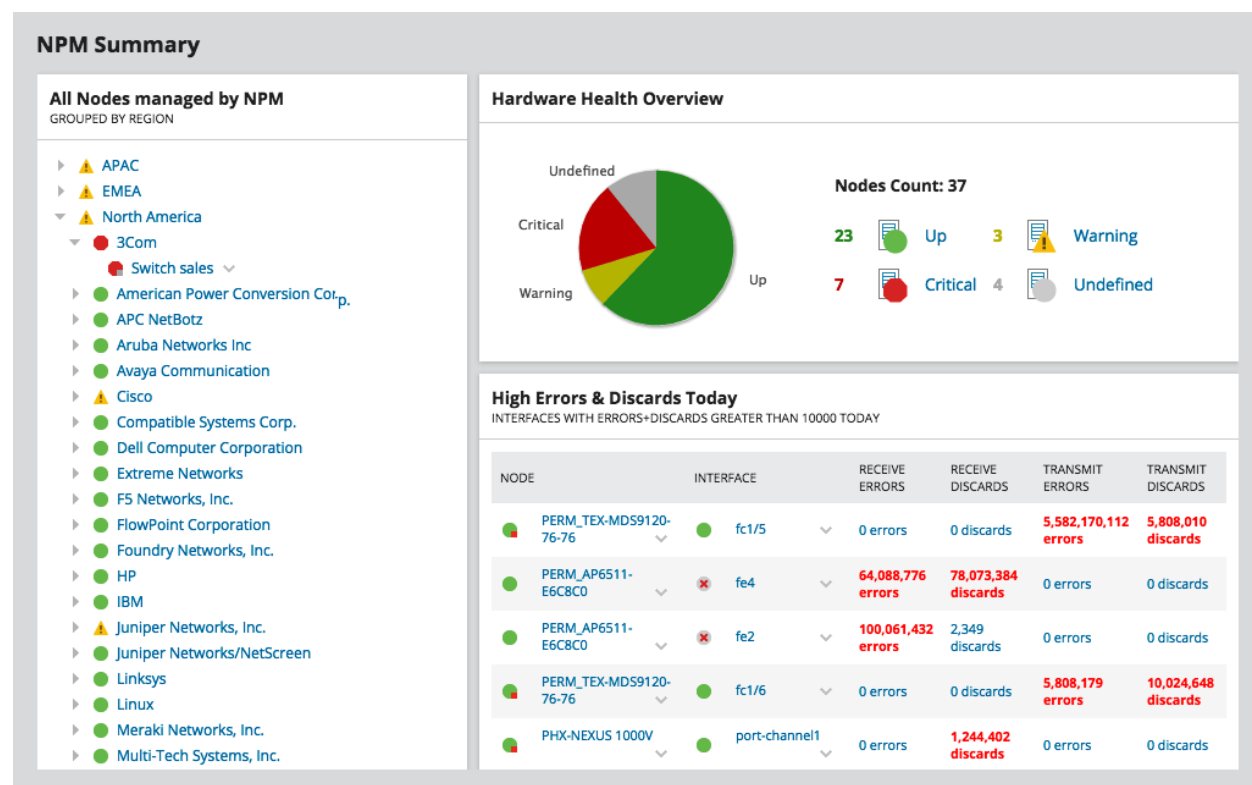 NPM Summary
All Nodes managed by NPM
GROUPED BY REGION
APAC
EMEA
North America
3Com
Switch sales
American Power Conversion Corp.
APC NetBotz
Aruba Networks Inc
Avaya Communication
Cisco
Compatible Systems Corp.
Dell Computer Corporation
Extreme Networks
F5 Networks, Inc.
FlowPoint Corporation
Foundry Networks, Inc.
HP
IBM
Juniper Networks, Inc.
Juniper Networks/NetScreen
Linksys
Linux
Meraki Networks, Inc.
Multi-Tech Systems, Inc.
Hardware Health Overview
Undefined
Critical
Warning
Up
Nodes Count: 37
23 Up 3 Warning
7 Critical 4 Undefined
High Errors & Discards Today
INTERFACES WITH ERRORS+DISCARDS GREATER THAN 10000 TODAY
NODE INTERFACE RECEIVE ERRORS RECEIVE DISCARDS TRANSMIT ERRORS TRANSMIT DISCARDS
PERM_TEX-MDS9120-76-76 fc1/5 0 errors 0 discards 5,582,170,112 errors 5,808,010 discards
PERM_AP6511-E6C8C0 fe4 64,088,776 errors 78,073,384 discards 0 errors 0 discards
PERM_AP6511-E6C8C0 fe2 100,061,432 errors 2,349 discards 0 errors 0 discards
PERM_TEX-MDS9120-76-76 fc1/6 0 errors 0 discards 5,808,179 errors 10,024,648 discards
PHX-NEXUS 1000V port-channel1 0 errors 1,244,402 discards 0 errors 0 discards